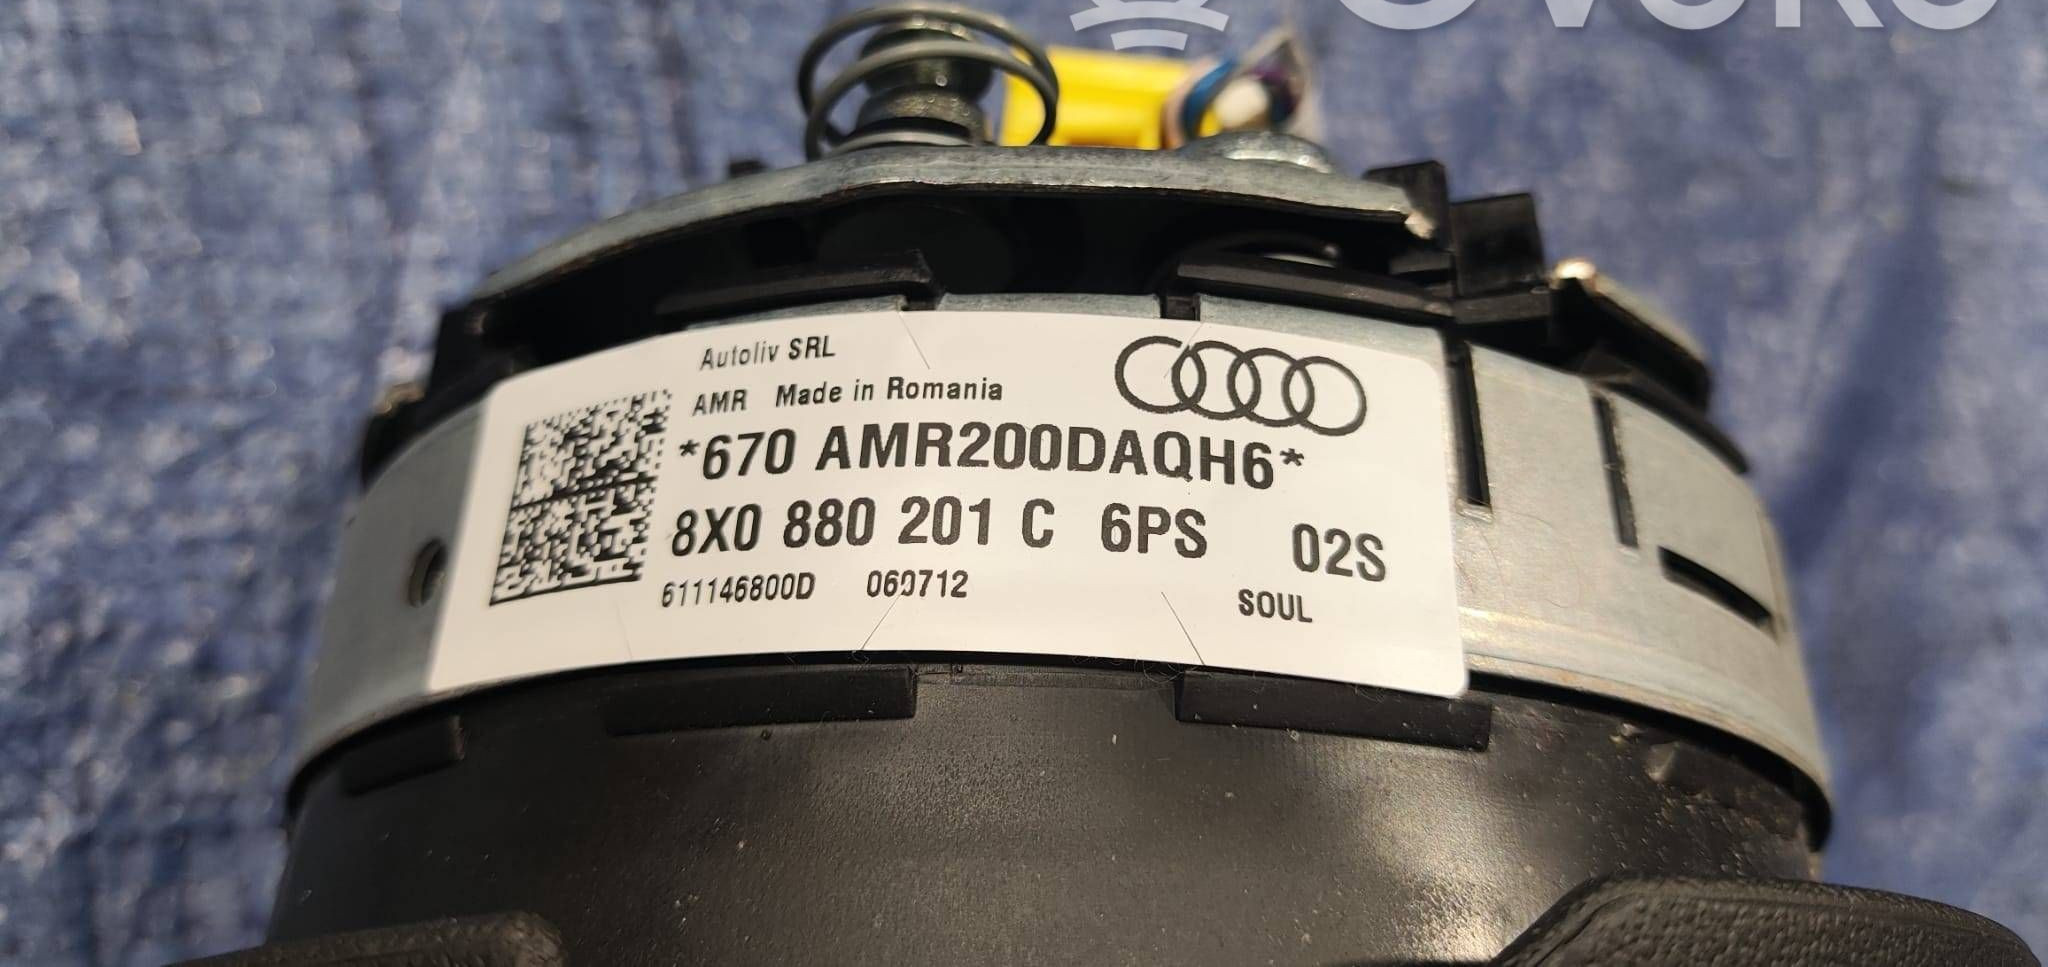 Autoliv SRL
AMR Made in Romania
*670 AMR200DAQH6*
8X0 880 201 C 6PS 02S
611146800D 060712
SOUL